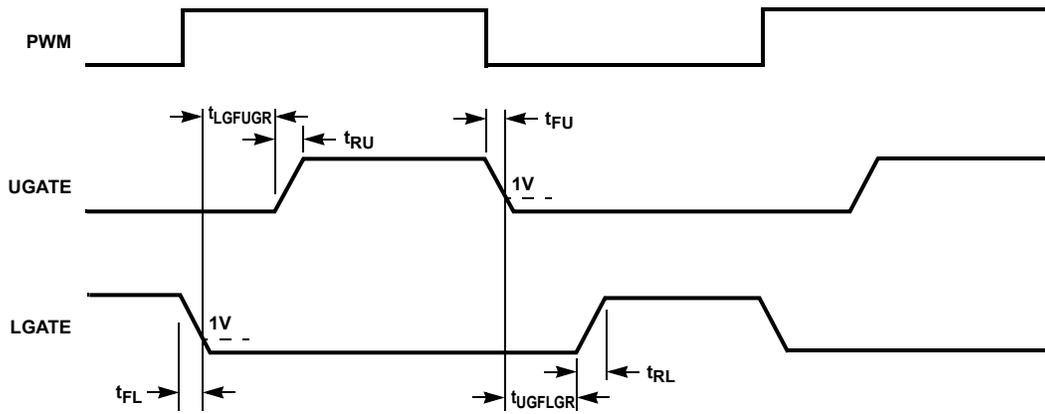 PWM
tLGFUGR
tRU
tFU
UGATE
1V
LGATE
1V
tFL
tUGFLGR
tRL